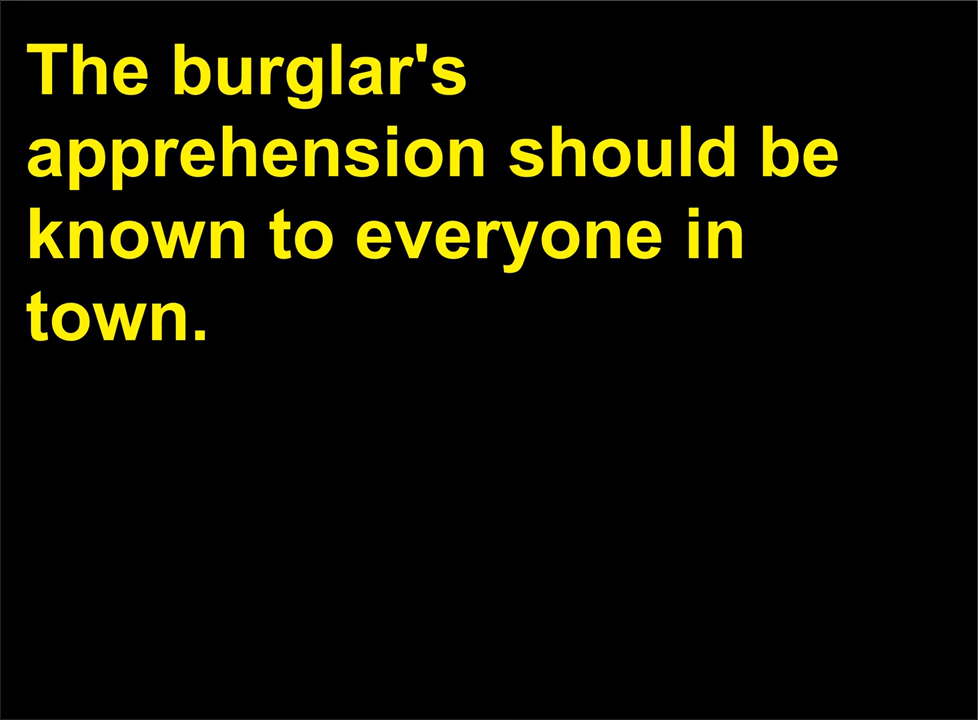 The burglar's
apprehension should be
known to everyone in
town.